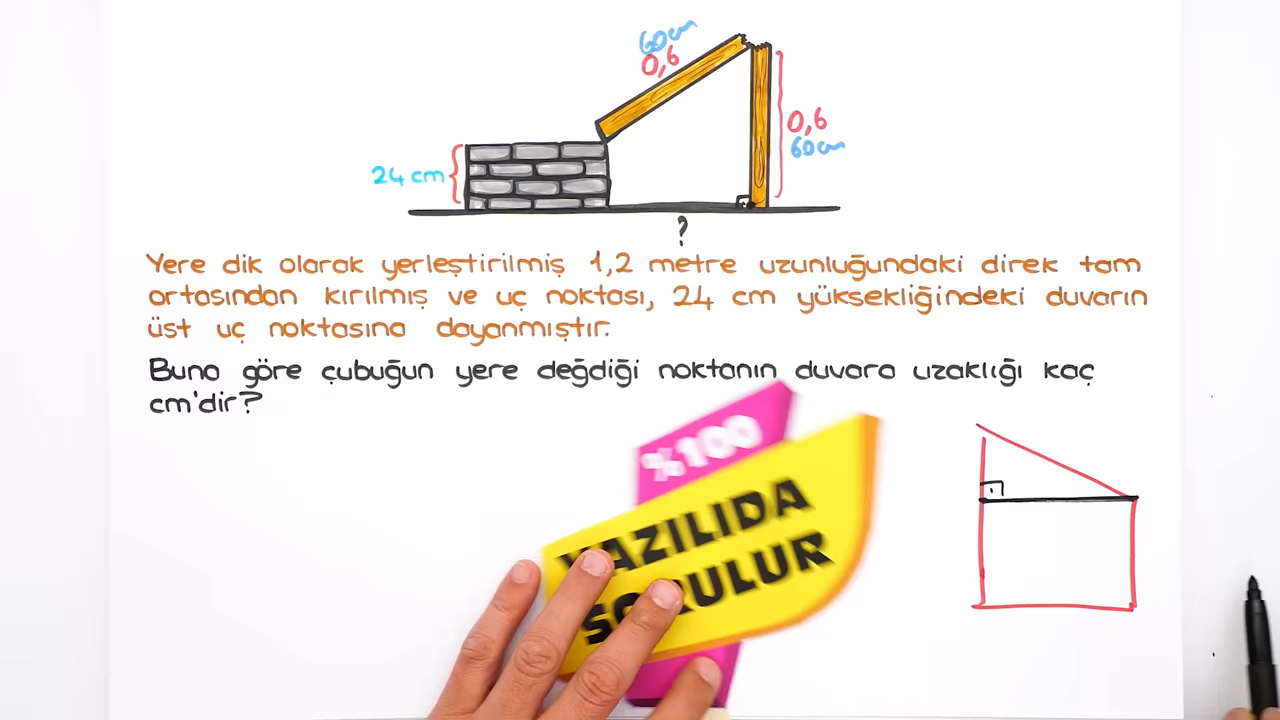 60cm
0,6
0,6
60cm
24 cm
?
Yere dik olarak yerleştirilmiş 1,2 metre uzunluğundaki direk tam
ortasından kırılmış ve uç noktası, 24 cm yüksekliğindeki duvarın
üst uç noktasına dayanmıştır.
Buna göre çubuğun yere değdiği noktanın duvara uzaklığı kaç
cm'dir?
%100
YAZILIDA
SORULUR